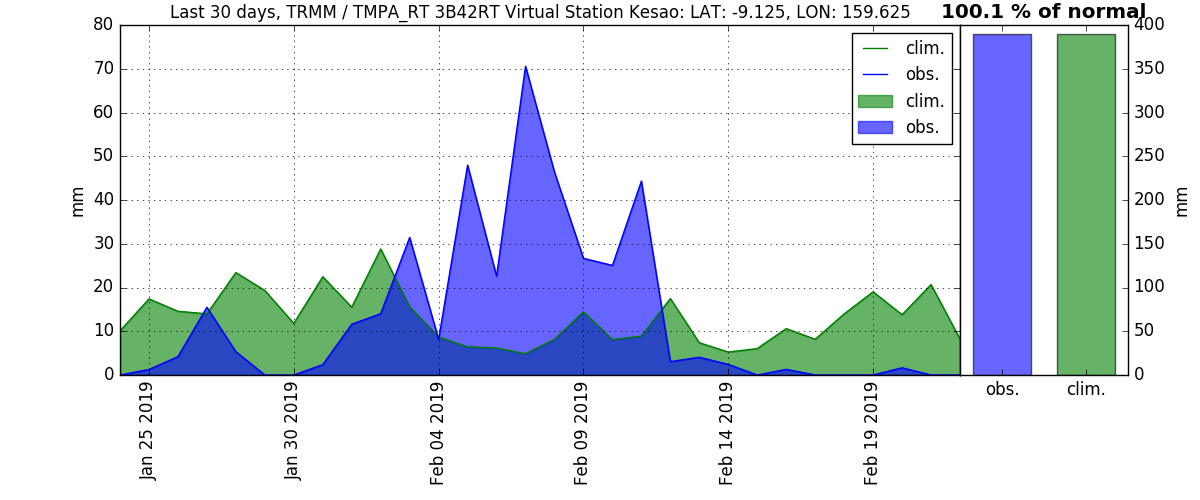 Last 30 days, TRMM / TMPA_RT 3B42RT Virtual Station Kesao: LAT: -9.125, LON: 159.625
100.1 % of normal
80
70
60
50
40
30
20
10
0
mm
clim.
obs.
clim.
obs.
400
350
300
250
200
150
100
50
0
mm
obs.
clim.
Jan 25 2019
Jan 30 2019
Feb 04 2019
Feb 09 2019
Feb 14 2019
Feb 19 2019